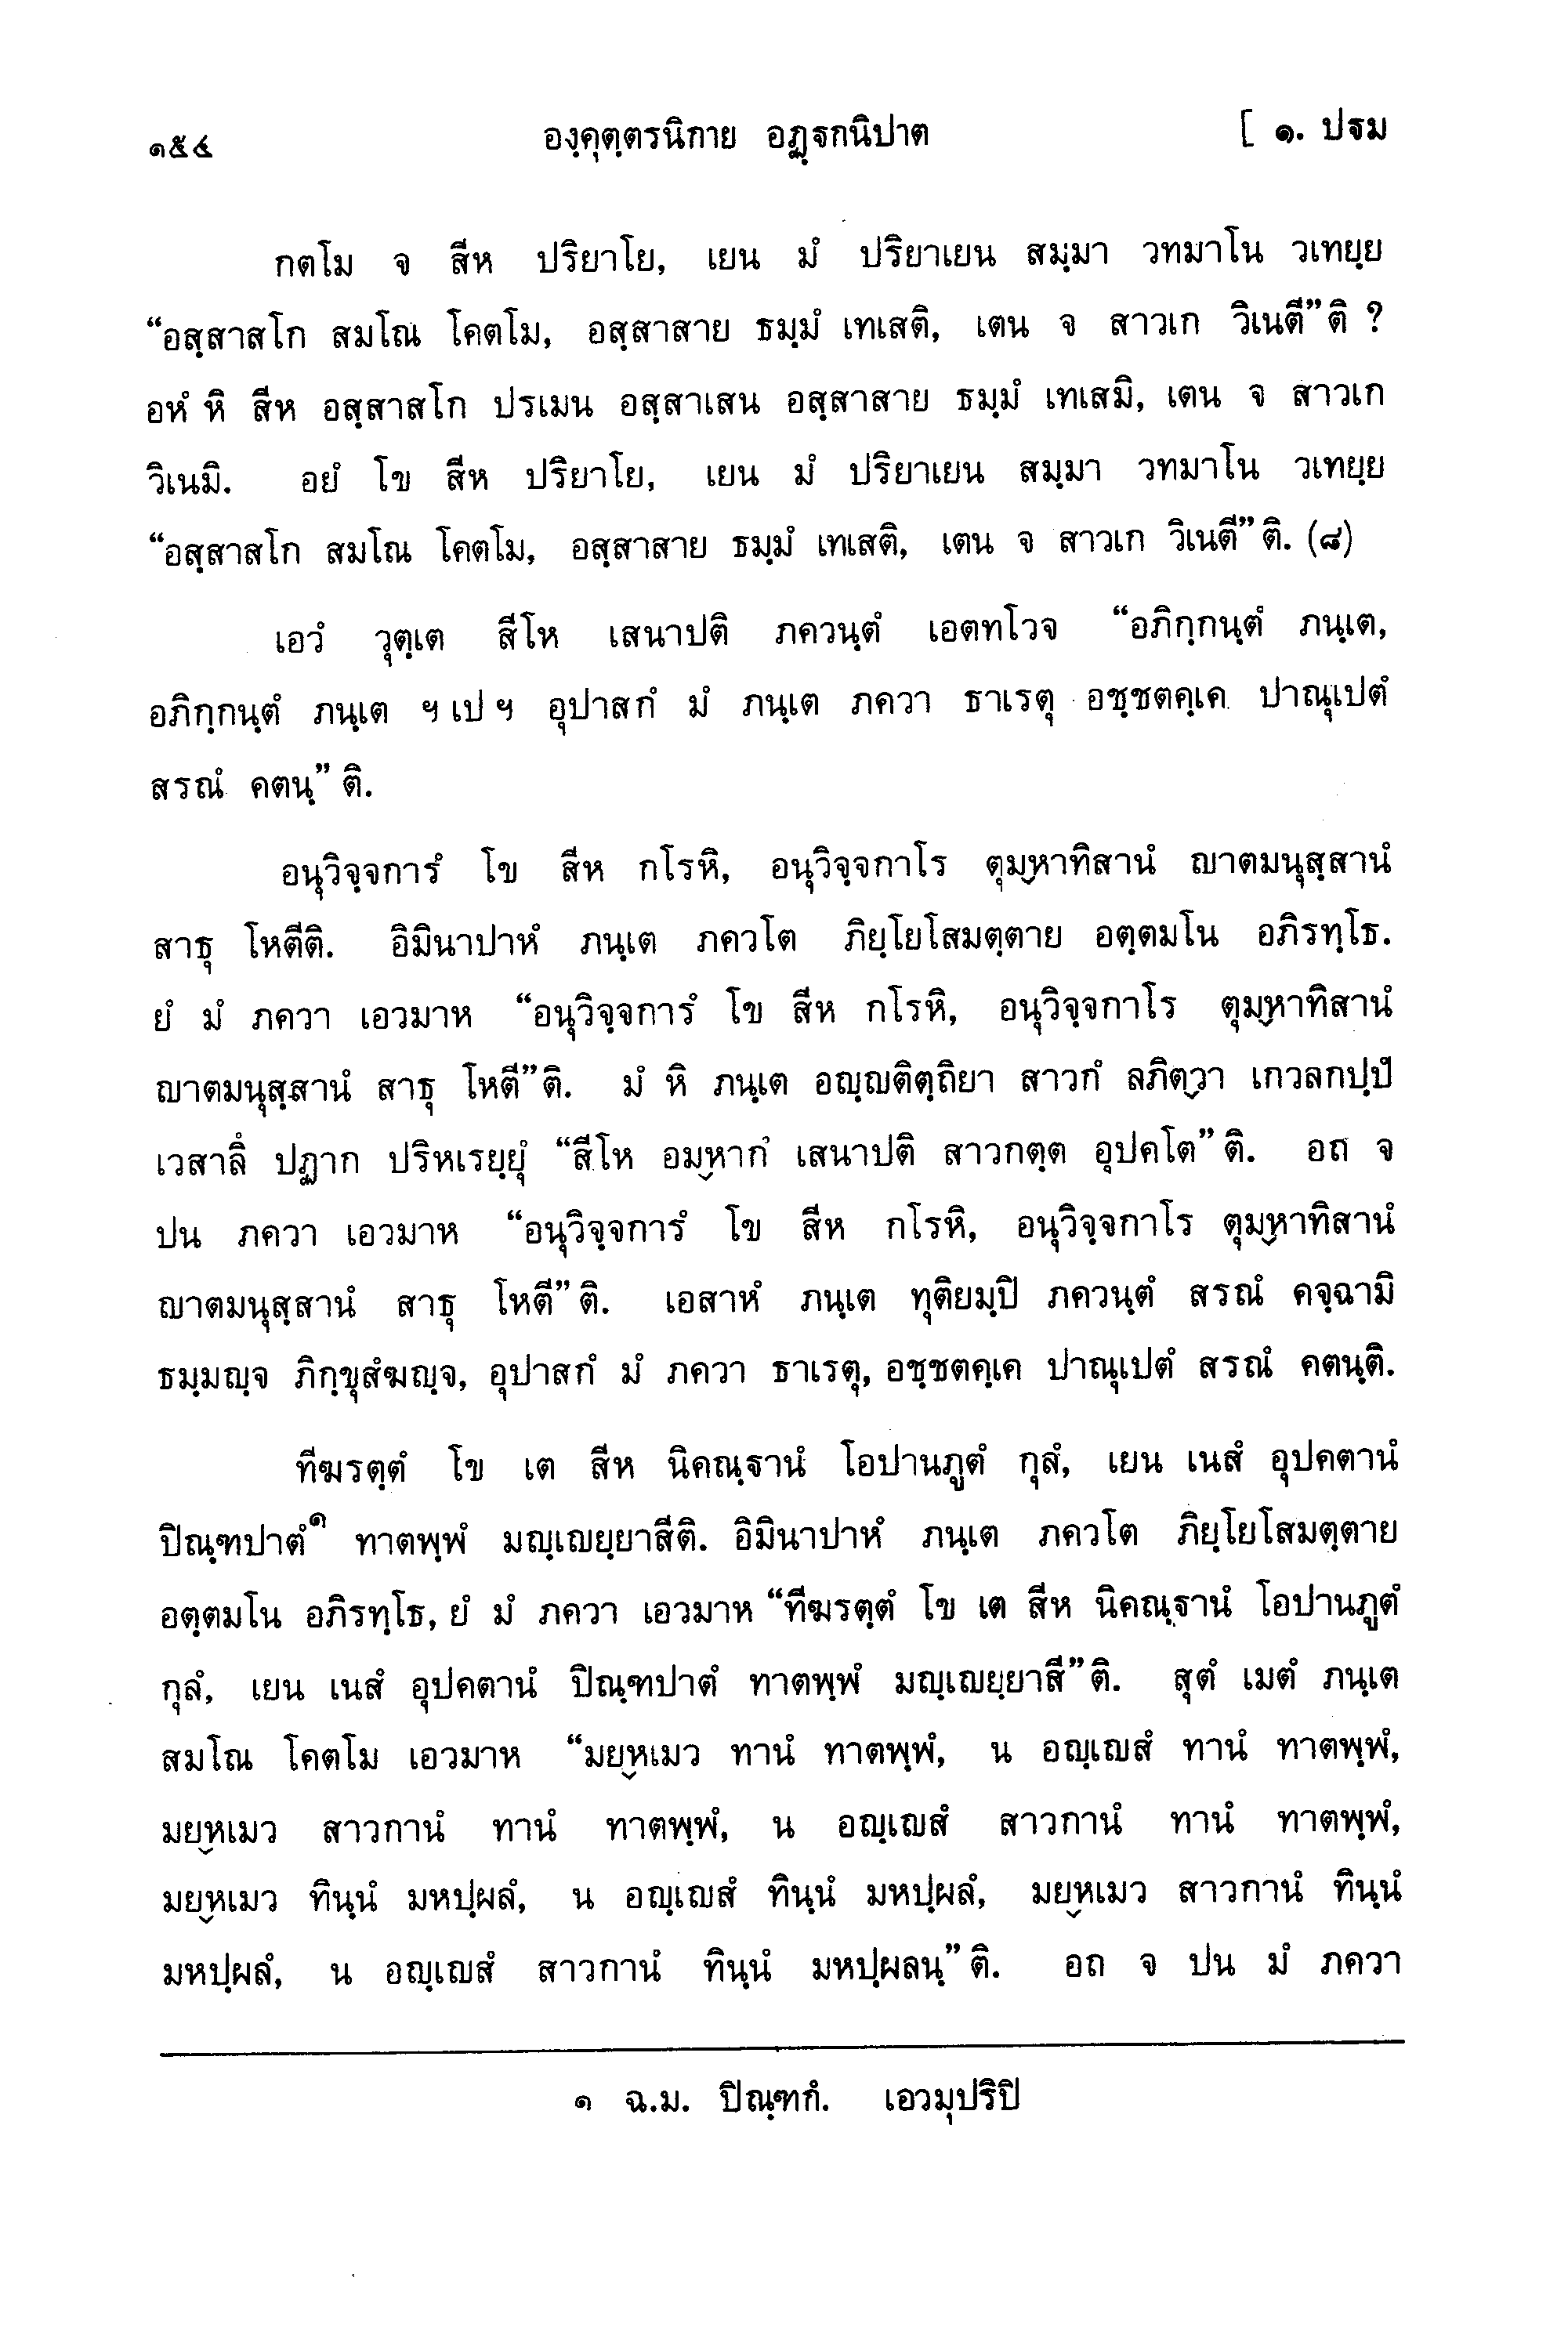 ๑๕๔ องฺคุตฺตรนิกาย อฏฺฐกนิปาต [ ๑. ปฐม
กตโม จ สีห ปริยาโย, เยน มํ ปริยาเยน สมฺมา วทมาโน วเทยฺย
“อสฺสาสโก สมโณ โคตโม, อสฺสาสาย ธมฺมํ เทเสติ, เตน จ สาวเก วิเนตี”ติ ?
อหํ หิ สีห อสฺสาสโก ปรเมน อสฺสาเสน อสฺสาสาย ธมฺมํ เทเสมิ, เตน จ สาวเก
วิเนมิ. อยํ โข สีห ปริยาโย, เยน มํ ปริยาเยน สมฺมา วทมาโน วเทยฺย
“อสฺสาสโก สมโณ โคตโม, อสฺสาสาย ธมฺมํ เทเสติ, เตน จ สาวเก วิเนตี”ติ. (๘)
เอวํ วุตฺเต สีโห เสนาปติ ภควนฺตํ เอตทโวจ “อภิกฺกนฺตํ ภนฺเต,
อภิกฺกนฺตํ ภนฺเต ฯ เป ฯ อุปาสกํ มํ ภนฺเต ภควา ธาเรตุ อชฺชตคฺเค ปาณุเปตํ
สรณํ คตนฺ”ติ.
อนุวิจฺจการํ โข สีห กโรหิ, อนุวิจฺจกาโร ตุมฺหาทิสานํ ญาตมนุสฺสานํ
สาธุ โหตีติ. อิมินาปาหํ ภนฺเต ภควโต ภิยฺโยโสมตฺตาย อตฺตมโน อภิรทฺโธ.
ยํ มํ ภควา เอวมาห “อนุวิจฺจการํ โข สีห กโรหิ, อนุวิจฺจกาโร ตุมฺหาทิสานํ
ญาตมนุสฺสานํ สาธุ โหตี”ติ. มํ หิ ภนฺเต อญฺญติตฺถิยา สาวกํ ลภิตฺวา เกวลกปฺปํ
เวสาลึ ปฏาก ปริหเรยฺยุํ “สีโห อมฺหากํ เสนาปติ สาวกตฺต อุปคโต”ติ. อถ จ
ปน ภควา เอวมาห “อนุวิจฺจการํ โข สีห กโรหิ, อนุวิจฺจกาโร ตุมฺหาทิสานํ
ญาตมนุสฺสานํ สาธุ โหตี”ติ. เอสาหํ ภนฺเต ทุติยมฺปิ ภควนฺตํ สรณํ คจฺฉามิ
ธมฺมญฺจ ภิกฺขุสํฆญฺจ, อุปาสกํ มํ ภควา ธาเรตุ, อชฺชตคฺเค ปาณุเปตํ สรณํ คตนฺติ.
ทีฆรตฺตํ โข เต สีห นิคณฺฐานํ โอปานภูตํ กุลํ, เยน เนสํ อุปคตานํ
ปิณฺฑปาตํ๑ ทาตพฺพํ มญฺเญยฺยาสีติ. อิมินาปาหํ ภนฺเต ภควโต ภิยฺโยโสมตฺตาย
อตฺตมโน อภิรทฺโธ, ยํ มํ ภควา เอวมาห “ทีฆรตฺตํ โข เต สีห นิคณฺฐานํ โอปานภูตํ
กุลํ, เยน เนสํ อุปคตานํ ปิณฺฑปาตํ ทาตพฺพํ มญฺเญยฺยาสี”ติ. สุตํ เมตํ ภนฺเต
สมโณ โคตโม เอวมาห “มยฺหเมว ทานํ ทาตพฺพํ, น อญฺเญสํ ทานํ ทาตพฺพํ,
มยฺหเมว สาวกานํ ทานํ ทาตพฺพํ, น อญฺเญสํ สาวกานํ ทานํ ทาตพฺพํ,
มยฺหเมว ทินฺนํ มหปฺผลํ, น อญฺเญสํ ทินฺนํ มหปฺผลํ, มยฺหเมว สาวกานํ ทินฺนํ
มหปฺผลํ, น อญฺเญสํ สาวกานํ ทินฺนํ มหปฺผลนฺ”ติ. อถ จ ปน มํ ภควา
๑ ฉ.ม. ปิณฺฑกํ. เอวมุปริปิ